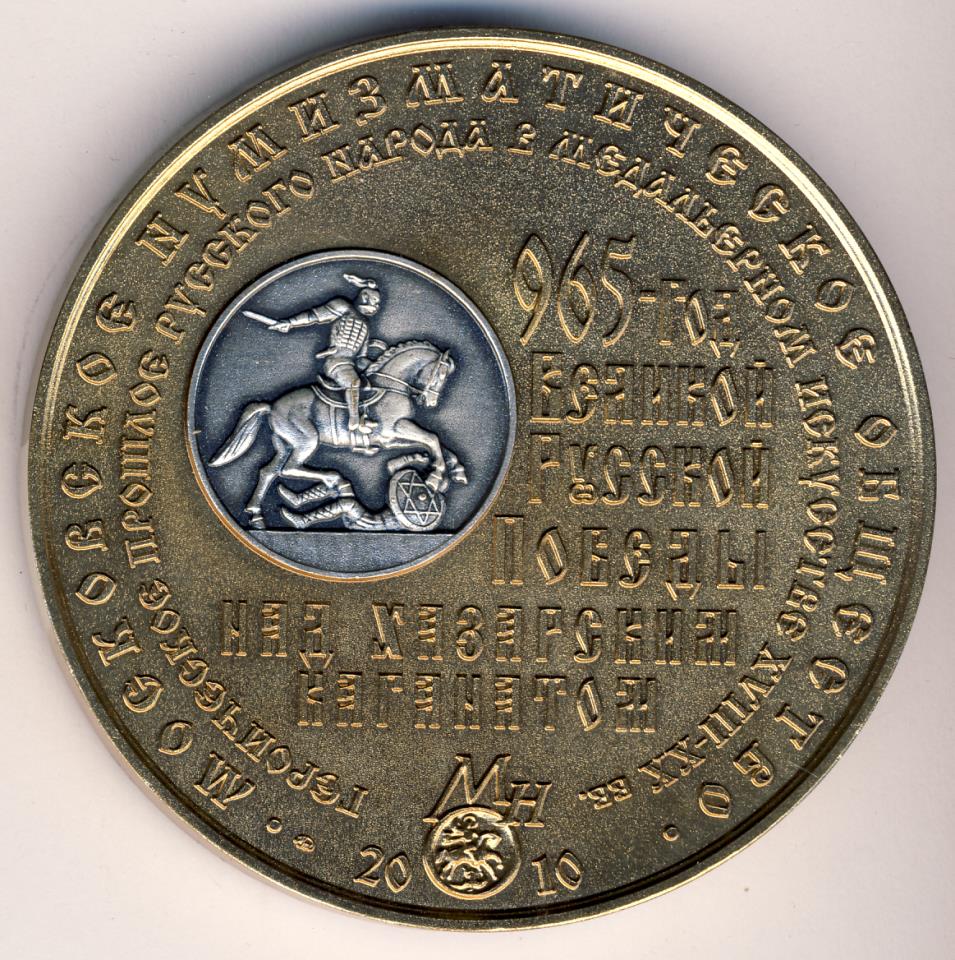 МОСКОВСКОЕ NУМИЗМАТИЧЕСКОЕ ОБЩЕСТВО
ГЕРОИЧЕСКОЕ ПРОШЛОЕ РУССКОГО НАРОДА В МЕДАЛЬЕРНОМ ИСКУССТВЕ XVIII-XX ВВ.
965-год
Великой
Русской
Победы
над Хазарским
Каганатом
МН
2010